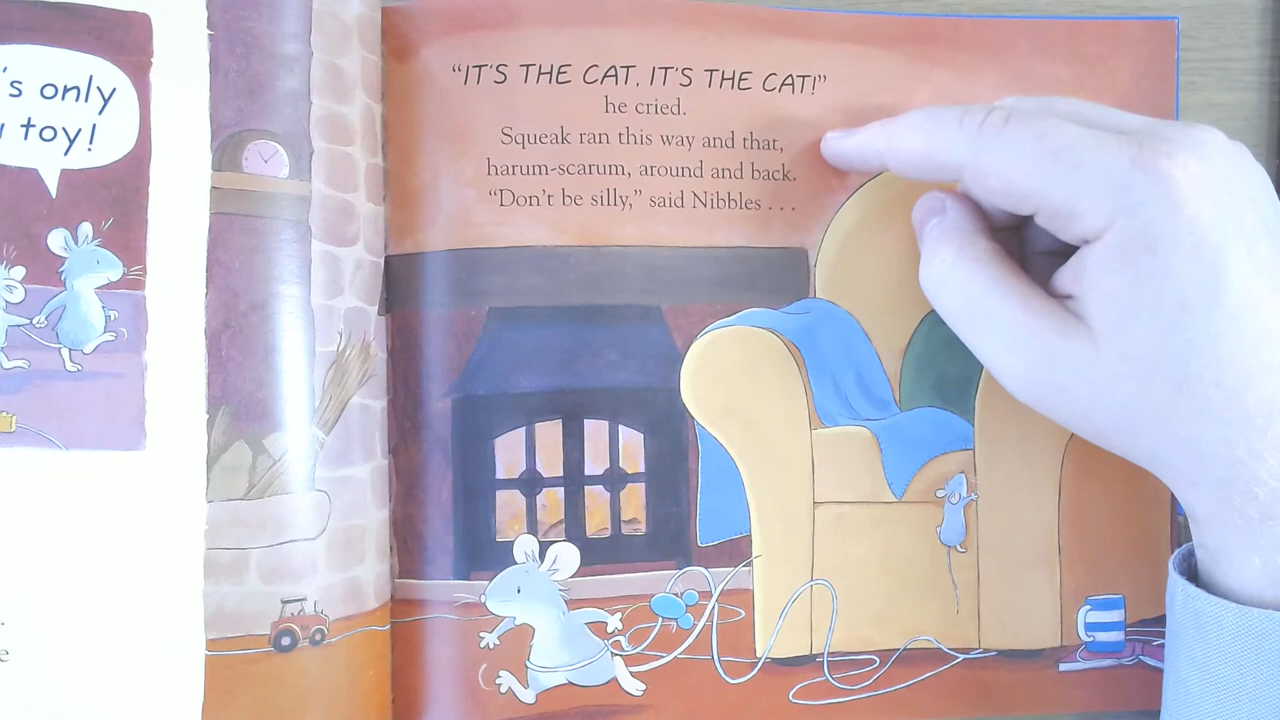 's only
toy!
"IT'S THE CAT, IT'S THE CAT!"
he cried.
Squeak ran this way and that,
harum-scarum, around and back.
"Don't be silly," said Nibbles . . .